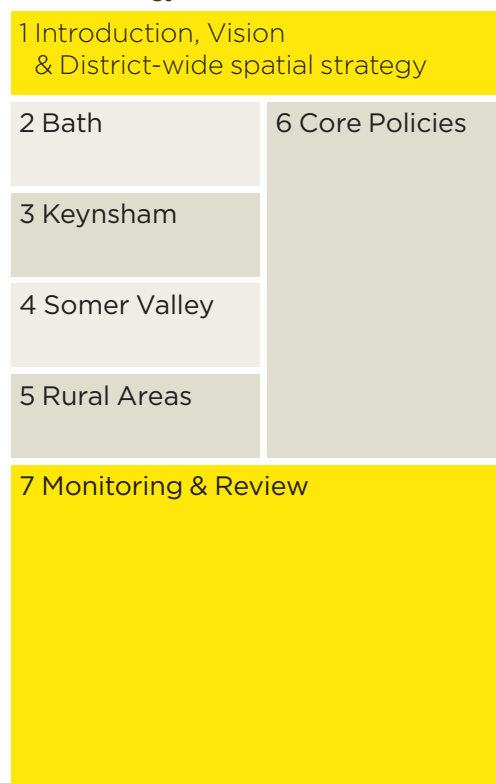 1 Introduction, Vision
& District-wide spatial strategy
2 Bath
6 Core Policies
3 Keynsham
4 Somer Valley
5 Rural Areas
7 Monitoring & Review